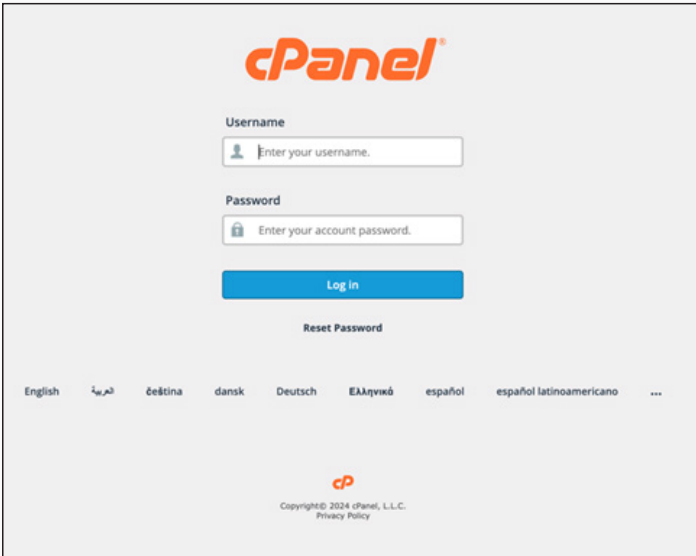 cPanel®
Username
Enter your username.
Password
Enter your account password.
Log in
Reset Password
English العربية čeština dansk Deutsch Ελληνικά español español latinoamericano ...
cP
Copyright© 2024 cPanel, L.L.C.
Privacy Policy